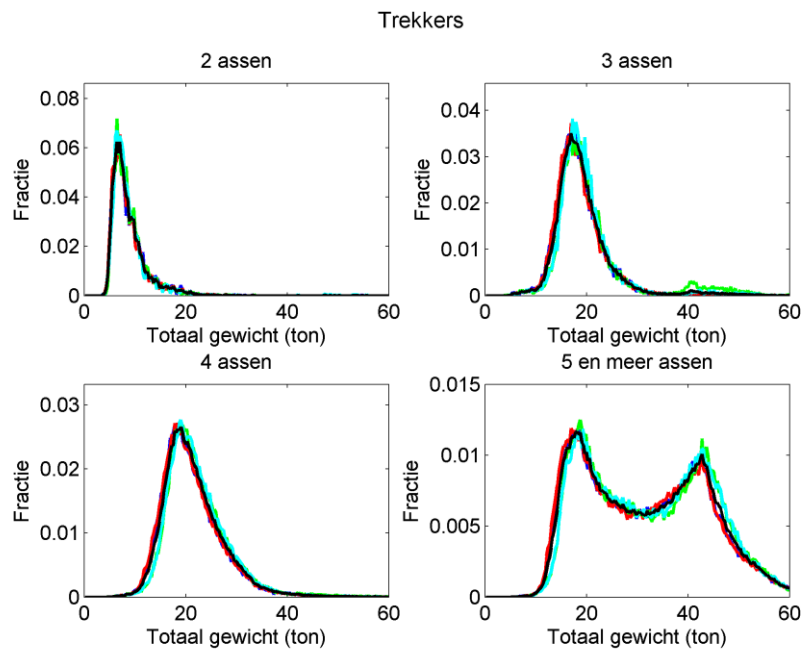 Trekkers
2 assen
0.08
0.06
0.04
0.02
0
Fractie
0 20 40 60
Totaal gewicht (ton)
3 assen
0.04
0.03
0.02
0.01
0
Fractie
0 20 40 60
Totaal gewicht (ton)
4 assen
0.03
0.02
0.01
0
Fractie
0 20 40 60
Totaal gewicht (ton)
5 en meer assen
0.015
0.01
0.005
0
Fractie
0 20 40 60
Totaal gewicht (ton)